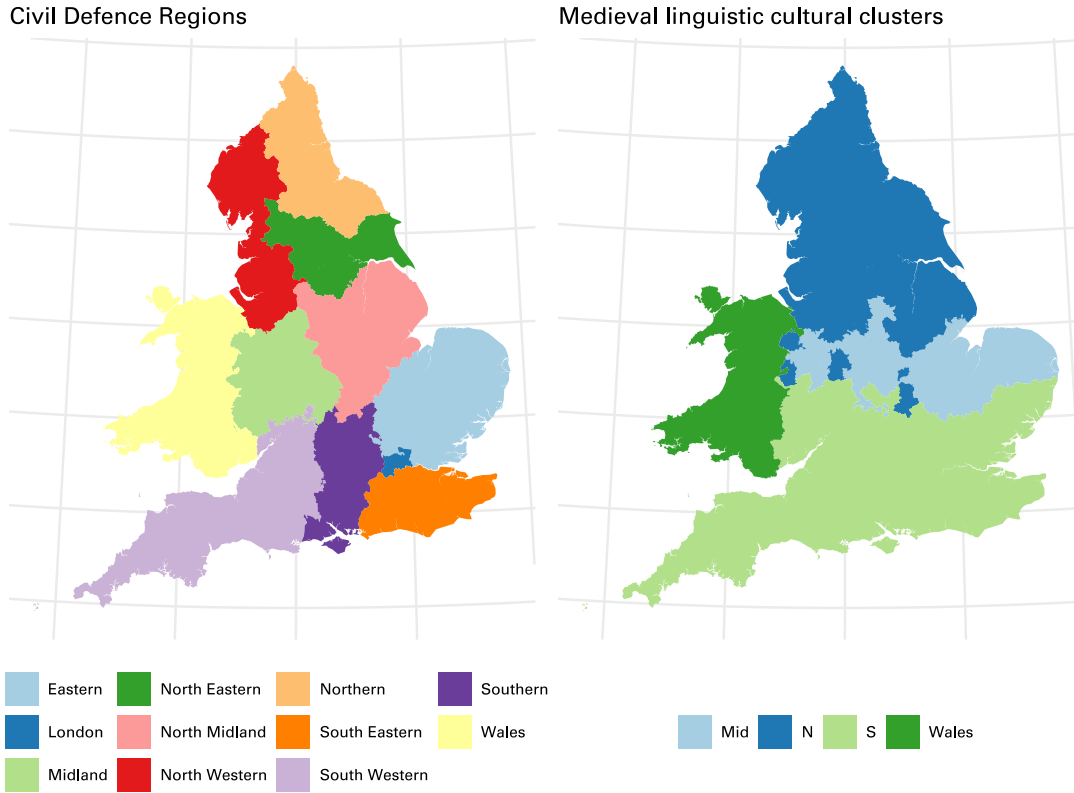 Civil Defence Regions
Medieval linguistic cultural clusters
Eastern North Eastern Northern Southern
London North Midland South Eastern Wales
Midland North Western South Western
Mid N S Wales